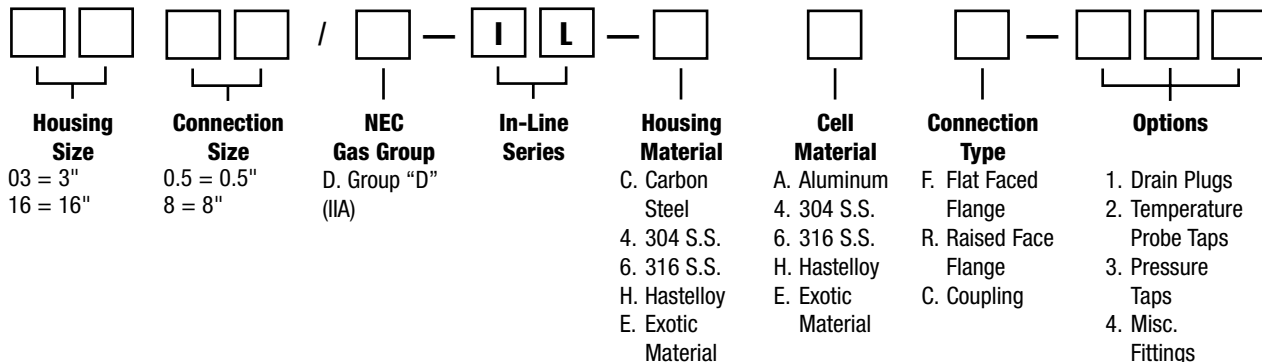 / — I L — —
Housing
Size
03 = 3"
16 = 16"
Connection
Size
0.5 = 0.5"
8 = 8"
NEC
Gas Group
D. Group “D”
(IIA)
In-Line
Series
Housing
Material
C. Carbon
Steel
4. 304 S.S.
6. 316 S.S.
H. Hastelloy
E. Exotic
Material
Cell
Material
A. Aluminum
4. 304 S.S.
6. 316 S.S.
H. Hastelloy
E. Exotic
Material
Connection
Type
F. Flat Faced
Flange
R. Raised Face
Flange
C. Coupling
Options
1. Drain Plugs
2. Temperature
Probe Taps
3. Pressure
Taps
4. Misc.
Fittings